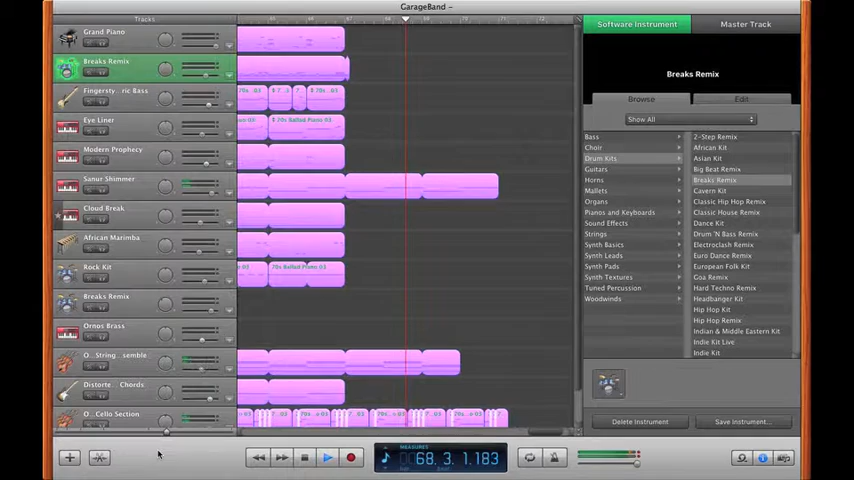 GarageBand -
Tracks
67
70
71
72
Software Instrument
Master Track
Grand Piano
Breaks Remix
Breaks Remix
Browse
Edit
Fingersty...ric Bass
70s
Show All
Eye Liner
70s Ballad Piano 03
Bass
Choir
Drum Kits
Guitars
Horns
Mallets
Organs
Pianos and Keyboards
Sound Effects
Strings
Synth Basics
Synth Leads
Synth Pads
Synth Textures
Tuned Percussion
Woodwinds
2-Step Remix
African Kit
Asian Kit
Big Beat Remix
Breaks Remix
Cavern Kit
Classic Hip Hop Remix
Classic House Remix
Dance Kit
Drum 'N Bass Remix
Electroclash Remix
Euro Dance Remix
European Folk Kit
Goa Remix
Hard Techno Remix
Headbanger Kit
Hip Hop Kit
Hip Hop Remix
Indian & Middle Eastern Kit
Indie Kit Live
Indie Kit
Modern Prophecy
Sanur Shimmer
Cloud Break
African Marimba
Rock Kit
70s Ballad Piano 03
Breaks Remix
Ornos Brass
O...String...semble
Distorte... Chords
O...Cello Section
Delete Instrument
Save Instrument...
MEASURES
68. 3. 1.183